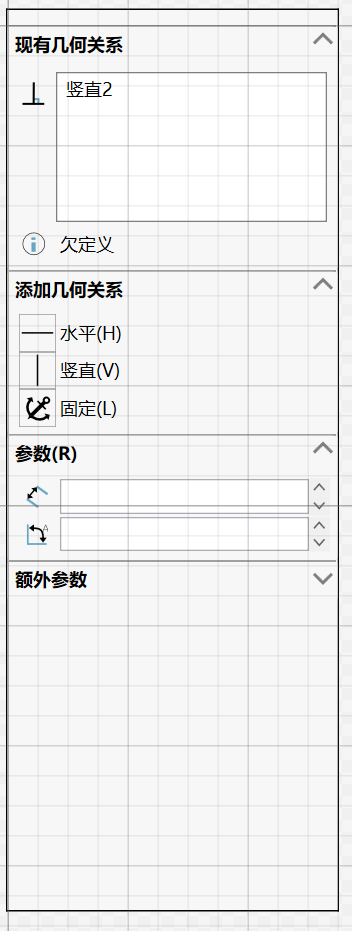 现有几何关系
竖直2
欠定义
添加几何关系
水平(H)
竖直(V)
固定(L)
参数(R)
A
额外参数